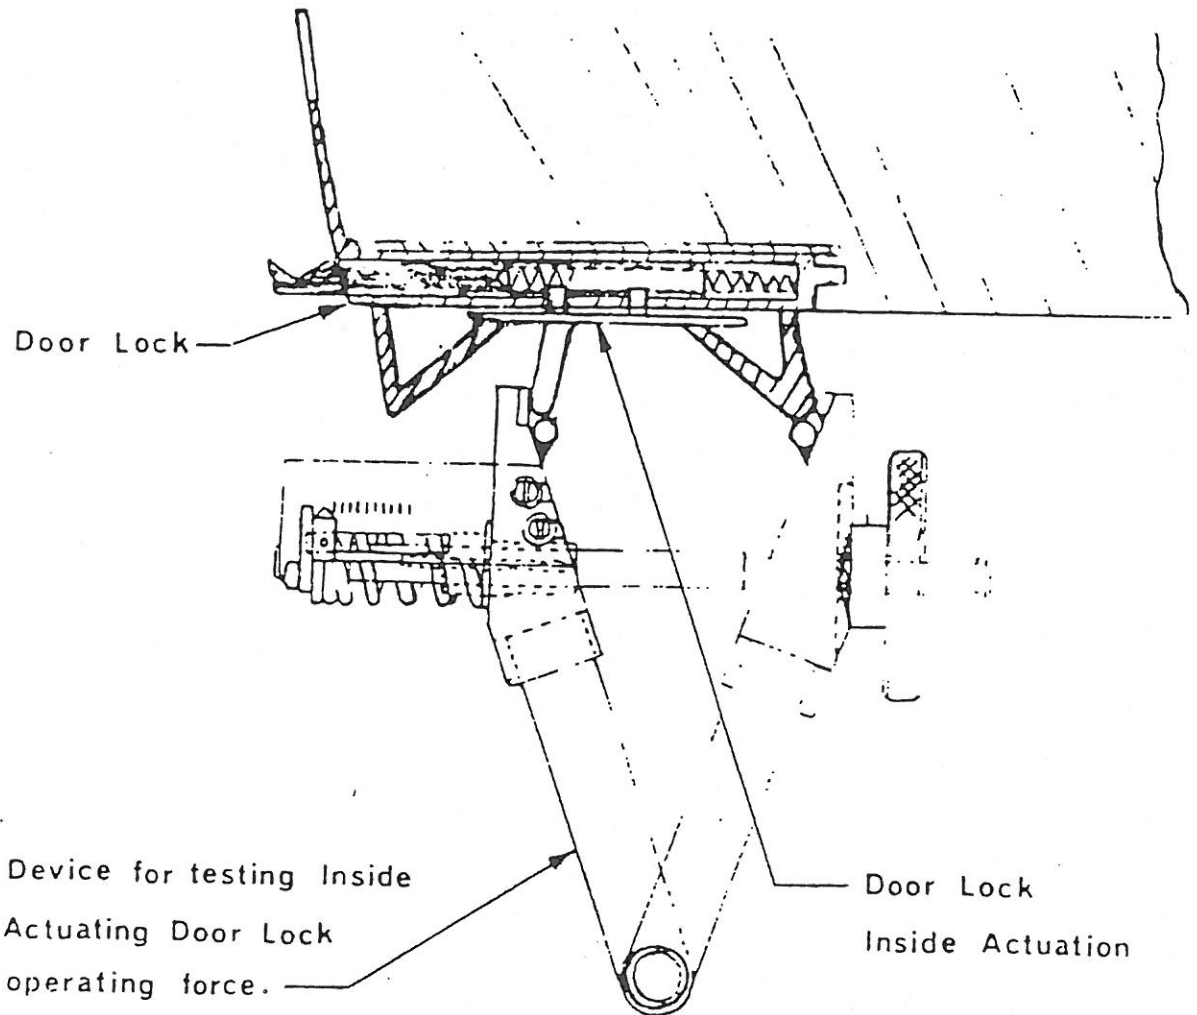 Door Lock
Device for testing Inside
Actuating Door Lock
operating force.
Door Lock
Inside Actuation